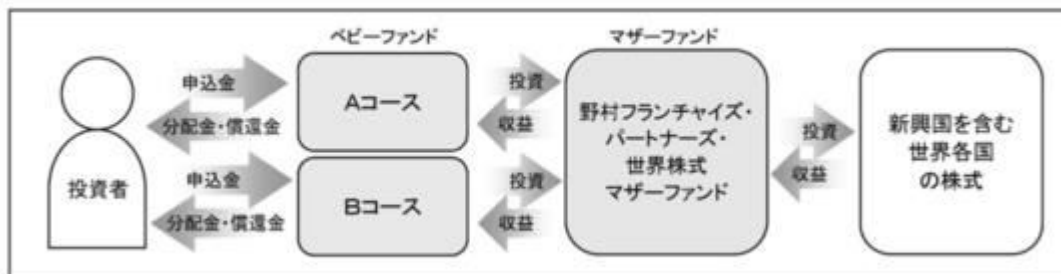 ベビーファンド
マザーファンド
申込金
分配金・償還金
申込金
分配金・償還金
投資者
Aコース
Bコース
投資
収益
投資
収益
野村フランチャイズ・
パートナーズ・
世界株式
マザーファンド
投資
収益
新興国を含む
世界各国
の株式